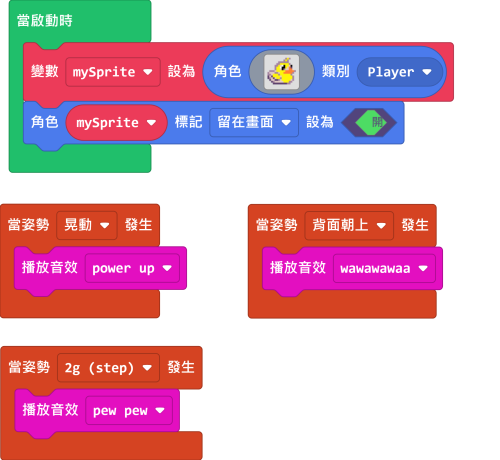 當啟動時
變數 mySprite 設為 角色 類別 Player
角色 mySprite 標記 留在畫面 設為 開
當姿勢 晃動 發生
播放音效 power up
當姿勢 背面朝上 發生
播放音效 wawawawaa
當姿勢 2g (step) 發生
播放音效 pew pew